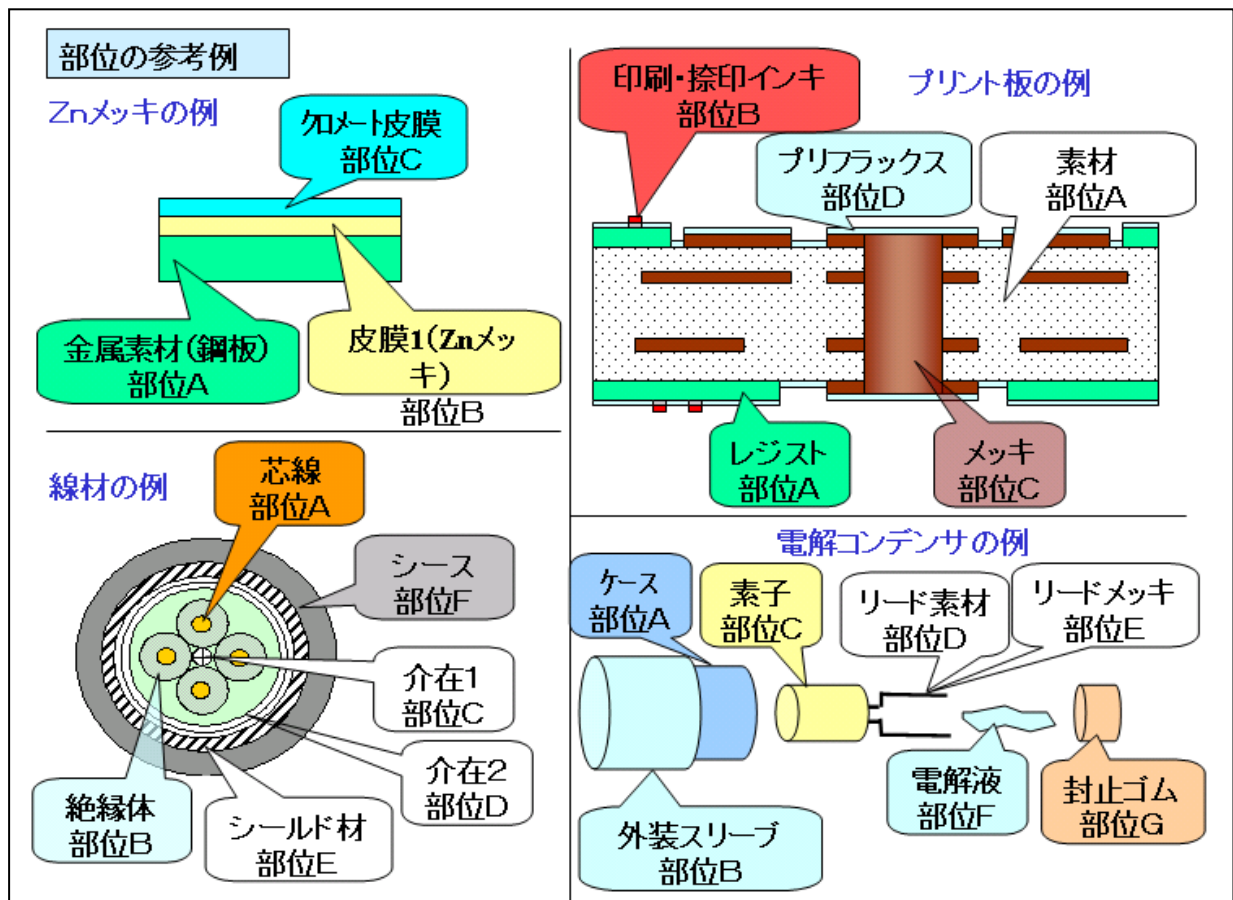 部位の参考例
Znメッキの例
クロメート皮膜
部位C
金属素材(鋼板)
部位A
皮膜1(Znメッ
キ)
部位B
プリント板の例
印刷・捺印インキ
部位B
プリフラックス
部位D
素材
部位A
レジスト
部位A
メッキ
部位C
線材の例
芯線
部位A
シース
部位F
介在1
部位C
介在2
部位D
絶縁体
部位B
シールド材
部位E
電解コンデンサの例
ケース
部位A
素子
部位C
リード素材
部位D
リードメッキ
部位E
外装スリーブ
部位B
電解液
部位F
封止ゴム
部位G